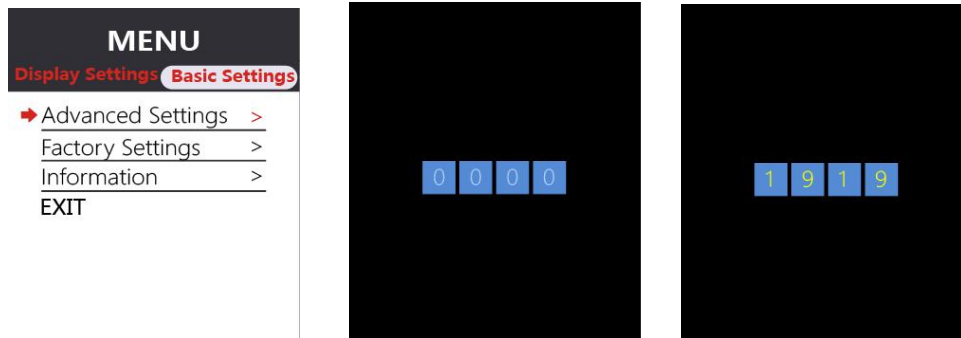 MENU
Display Settings Basic Settings
Advanced Settings >
Factory Settings >
Information >
EXIT
0 0 0 0
1 9 1 9